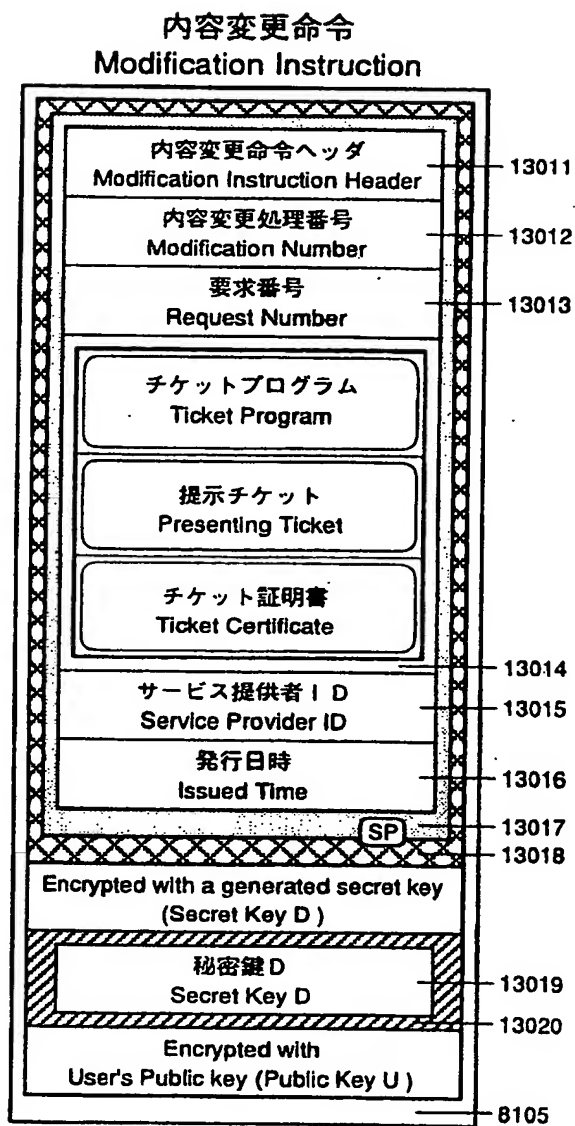 内容変更命令
Modification Instruction
内容変更命令ヘッダ
Modification Instruction Header
13011
内容変更処理番号
Modification Number
13012
要求番号
Request Number
13013
チケットプログラム
Ticket Program
提示チケット
Presenting Ticket
チケット証明書
Ticket Certificate
13014
サービス提供者ID
Service Provider ID
13015
発行日時
Issued Time
13016
SP
13017
13018
Encrypted with a generated secret key
(Secret Key D )
秘密鍵D
Secret Key D
13019
13020
Encrypted with
User's Public key (Public Key U )
8105